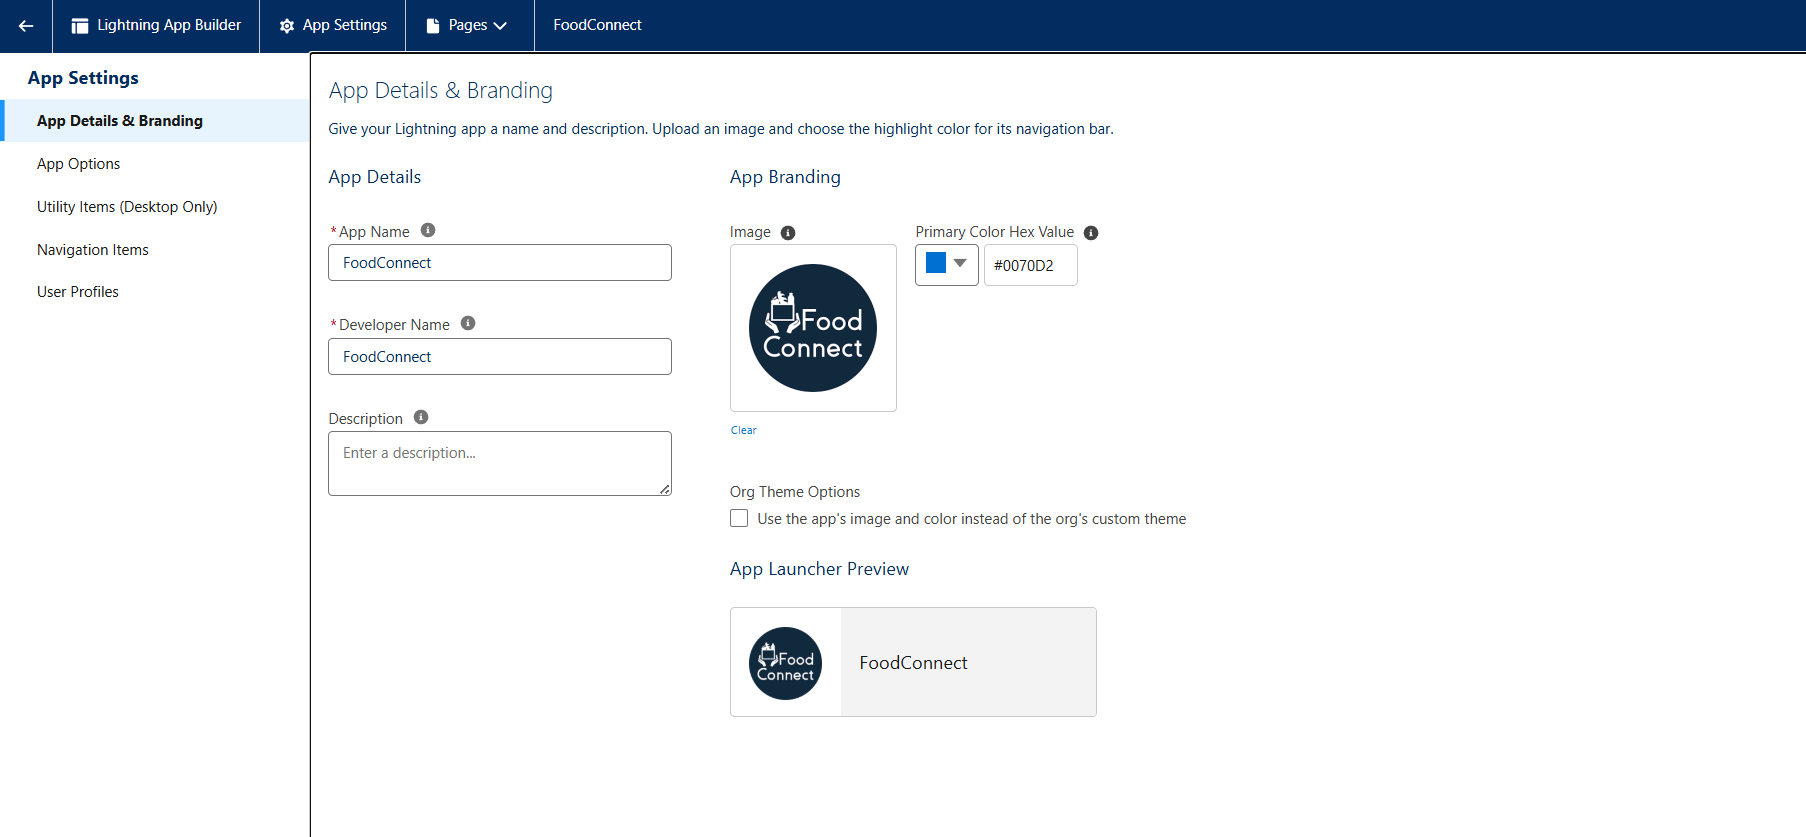 Lightning App Builder
App Settings
Pages
FoodConnect
App Settings
App Details & Branding
App Options
Utility Items (Desktop Only)
Navigation Items
User Profiles
App Details & Branding
Give your Lightning app a name and description. Upload an image and choose the highlight color for its navigation bar.
App Details
*App Name
FoodConnect
*Developer Name
FoodConnect
Description
Enter a description...
App Branding
Image
Food
Connect
Clear
Primary Color Hex Value
#0070D2
Org Theme Options
Use the app's image and color instead of the org's custom theme
App Launcher Preview
Food
Connect
FoodConnect